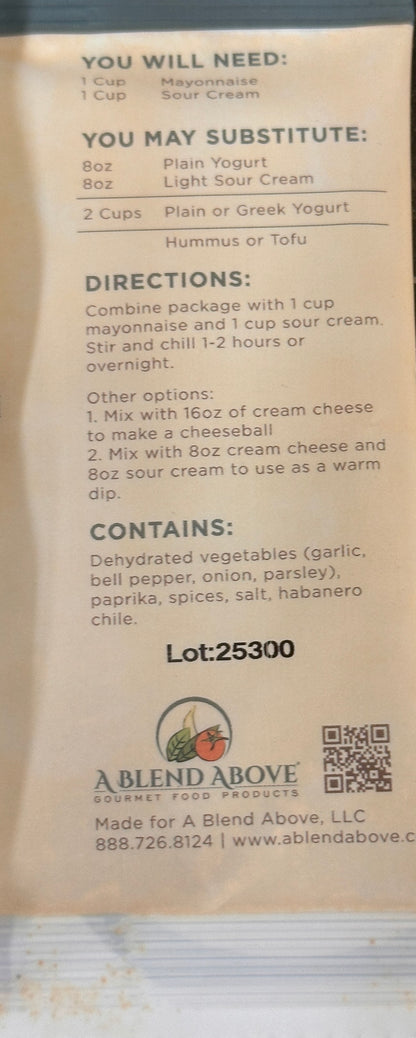 YOU WILL NEED:
1 Cup Mayonnaise
1 Cup Sour Cream
YOU MAY SUBSTITUTE:
8oz Plain Yogurt
8oz Light Sour Cream
2 Cups Plain or Greek Yogurt
Hummus or Tofu
DIRECTIONS:
Combine package with 1 cup
mayonnaise and 1 cup sour cream.
Stir and chill 1-2 hours or
overnight.
Other options:
1. Mix with 16oz of cream cheese
to make a cheeseball
2. Mix with 8oz cream cheese and
8oz sour cream to use as a warm
dip.
CONTAINS:
Dehydrated vegetables (garlic,
bell pepper, onion, parsley),
paprika, spices, salt, habanero
chile.
Lot:25300
A BLEND ABOVE
GOURMET FOOD PRODUCTS
Made for A Blend Above, LLC
888.726.8124 | www.ablendabove.c